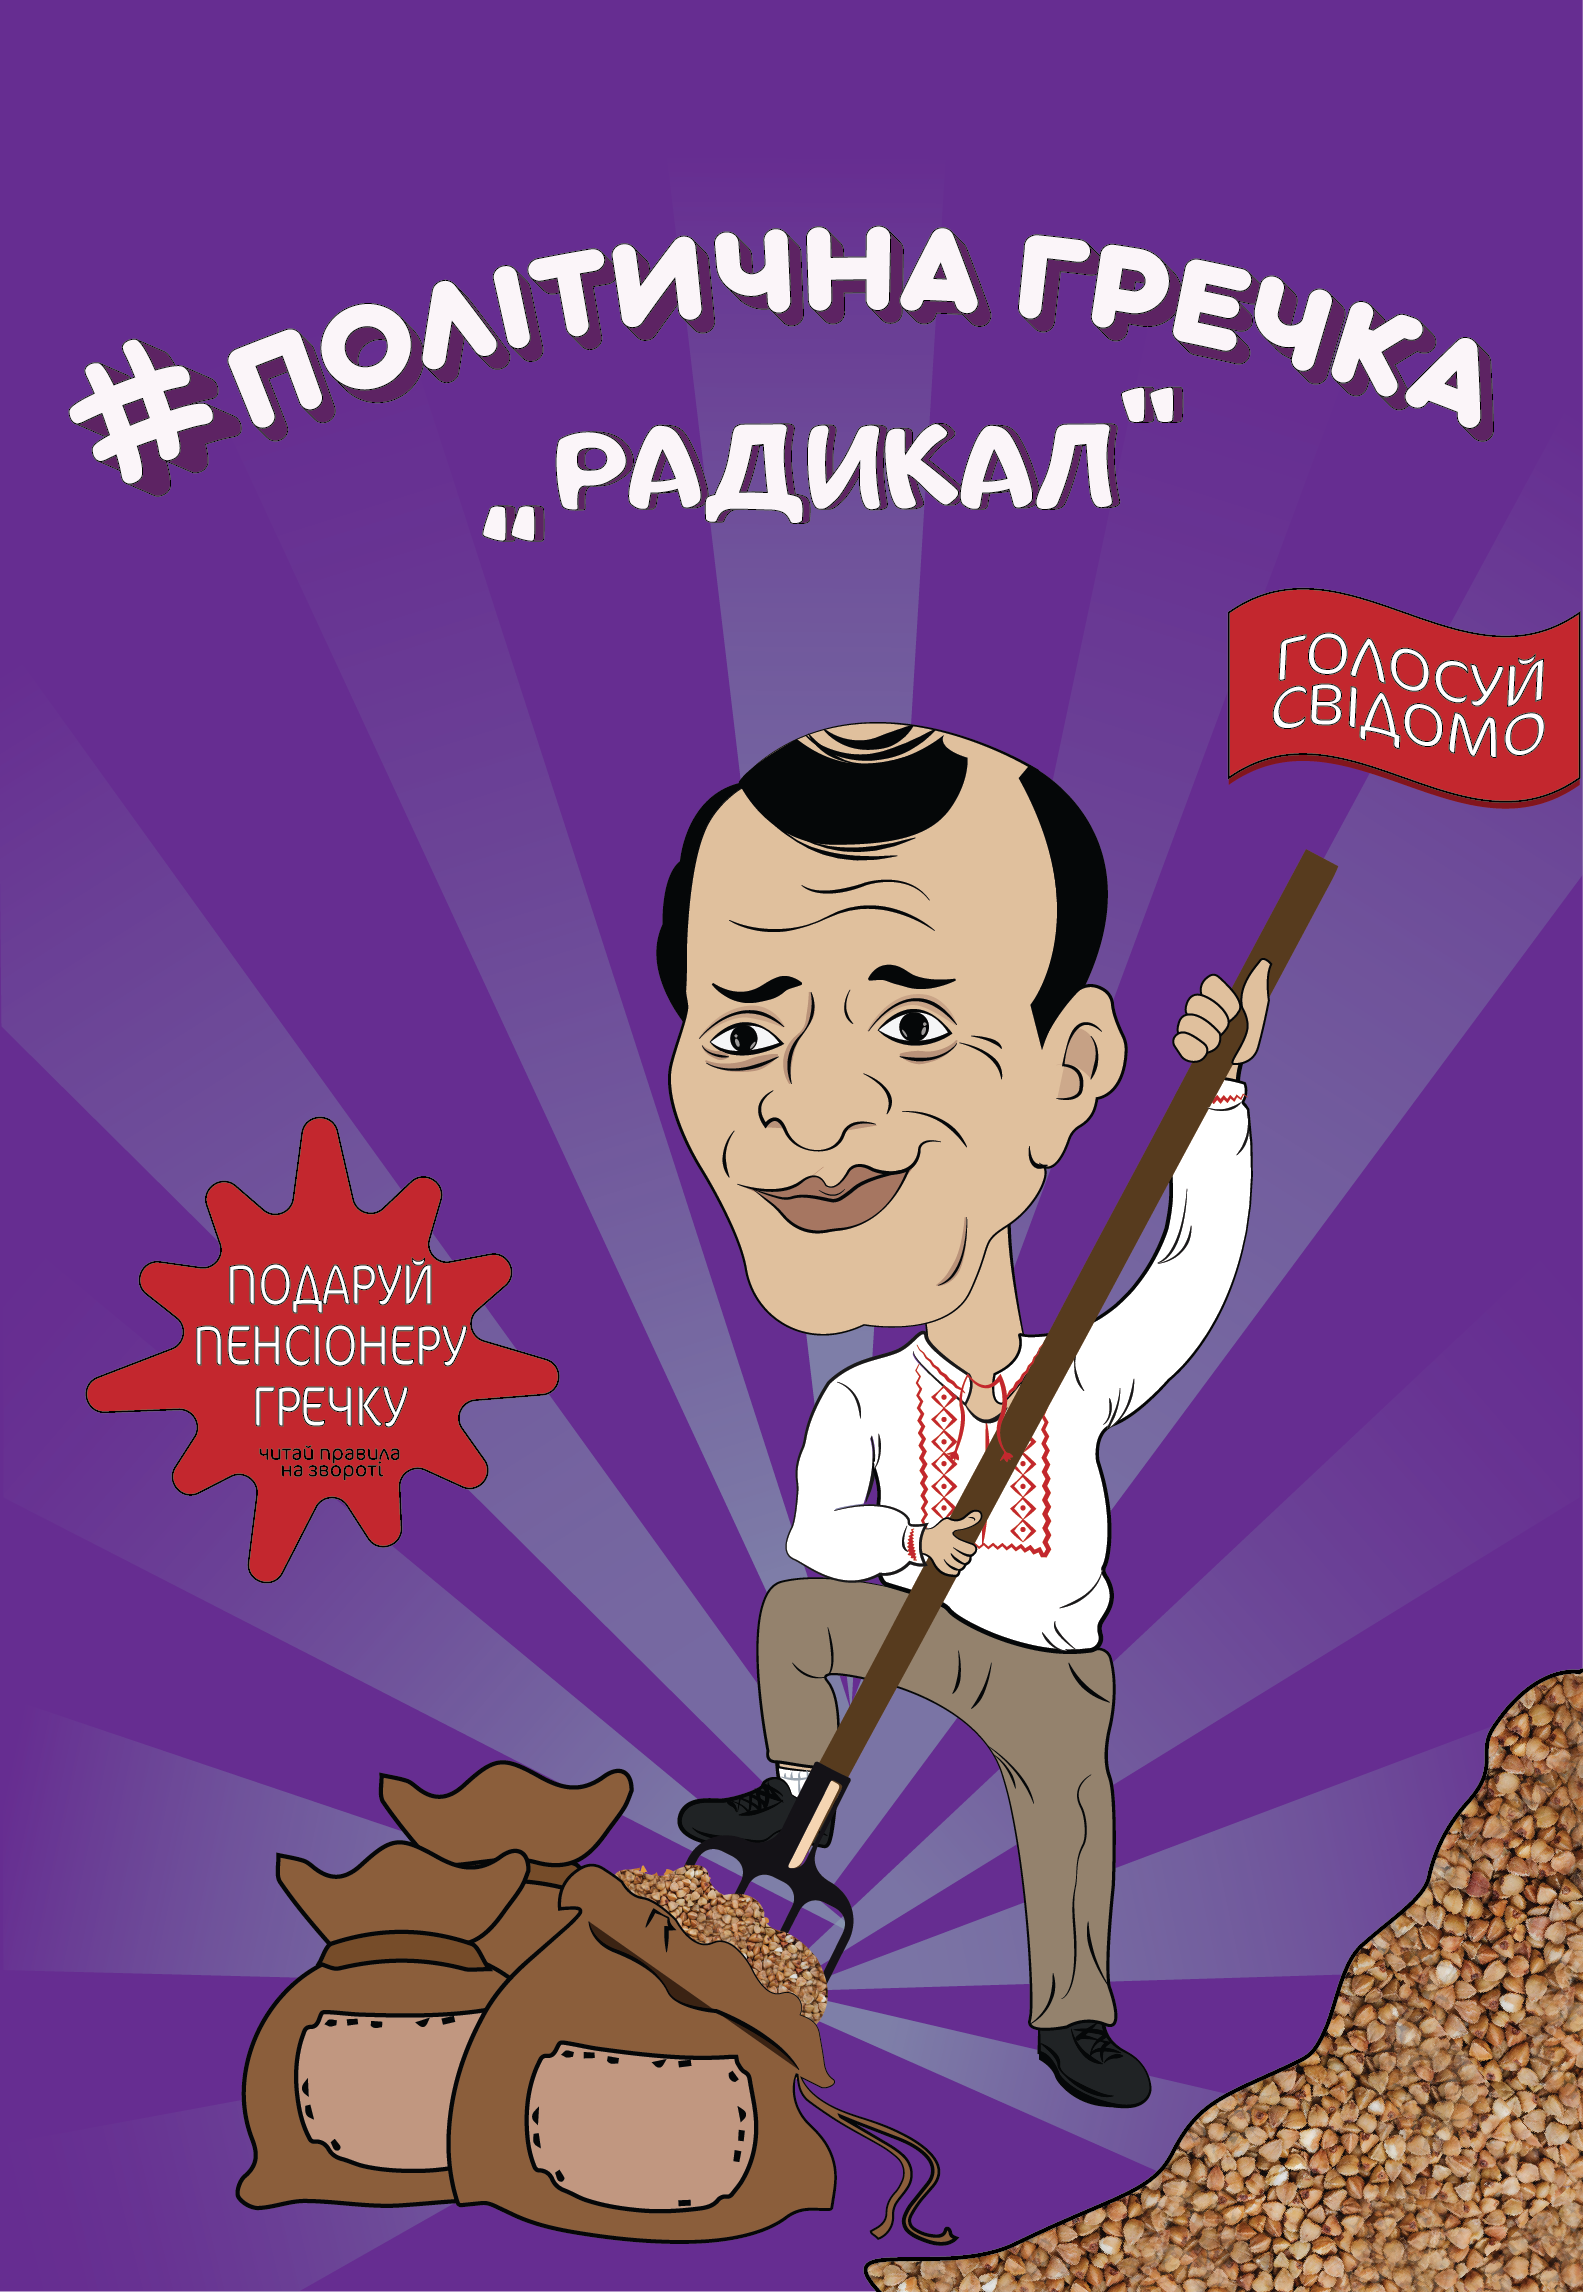 #ПОЛІТИЧНА ГРЕЧКА
„РАДИКАЛ"
ГОЛОСУЙ
СВІДОМО
ПОДАРУЙ
ПЕНСІОНЕРУ
ГРЕЧКУ
читай правила
на звороті